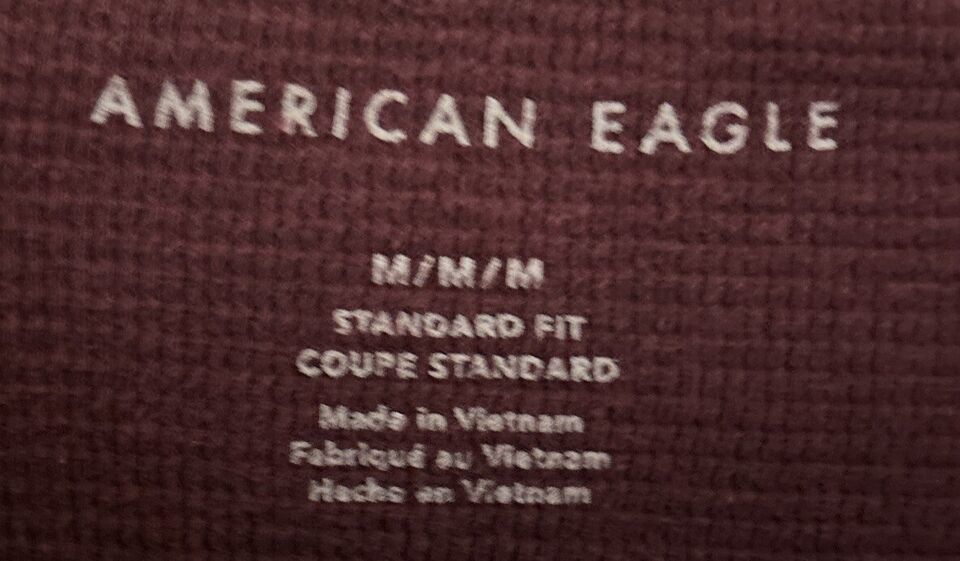 AMERICAN EAGLE
M/M/M
STANDARD FIT
COUPE STANDARD
Made in Vietnam
Fabriqué au Vietnam
Hecho en Vietnam